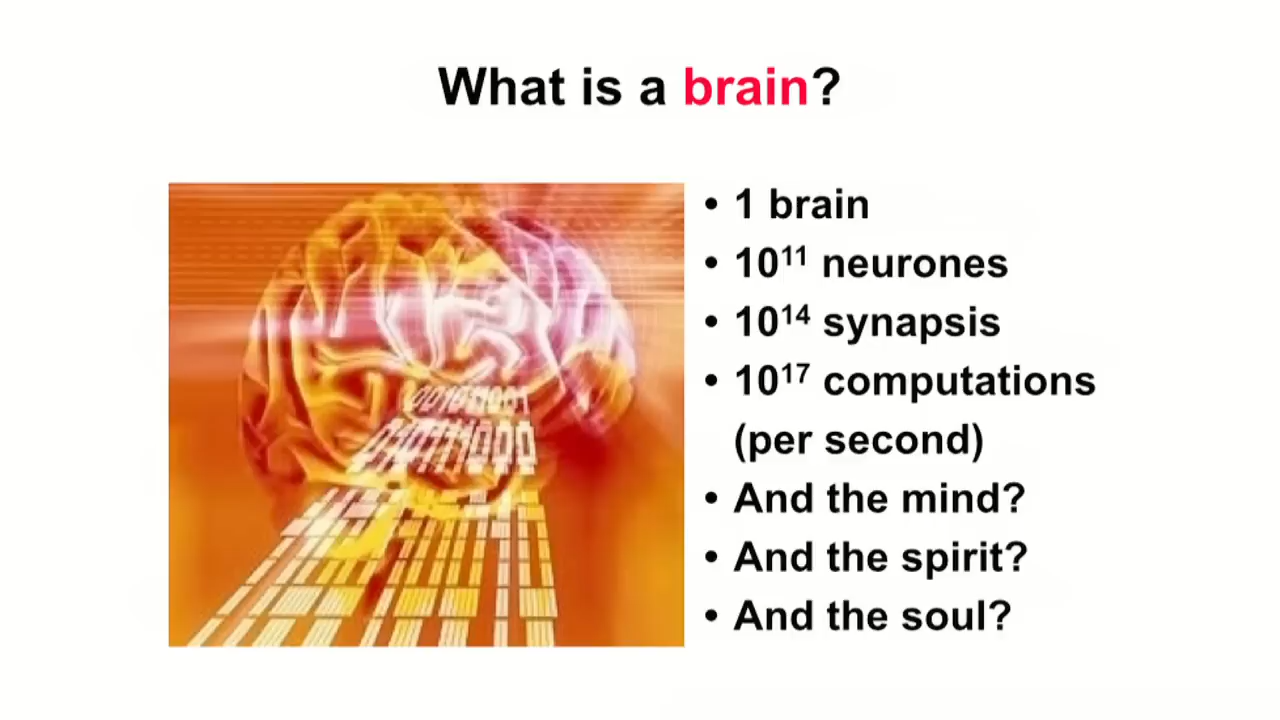 What is a brain?
• 1 brain
• 10¹¹ neurones
• 10¹⁴ synapsis
• 10¹⁷ computations
(per second)
• And the mind?
• And the spirit?
• And the soul?